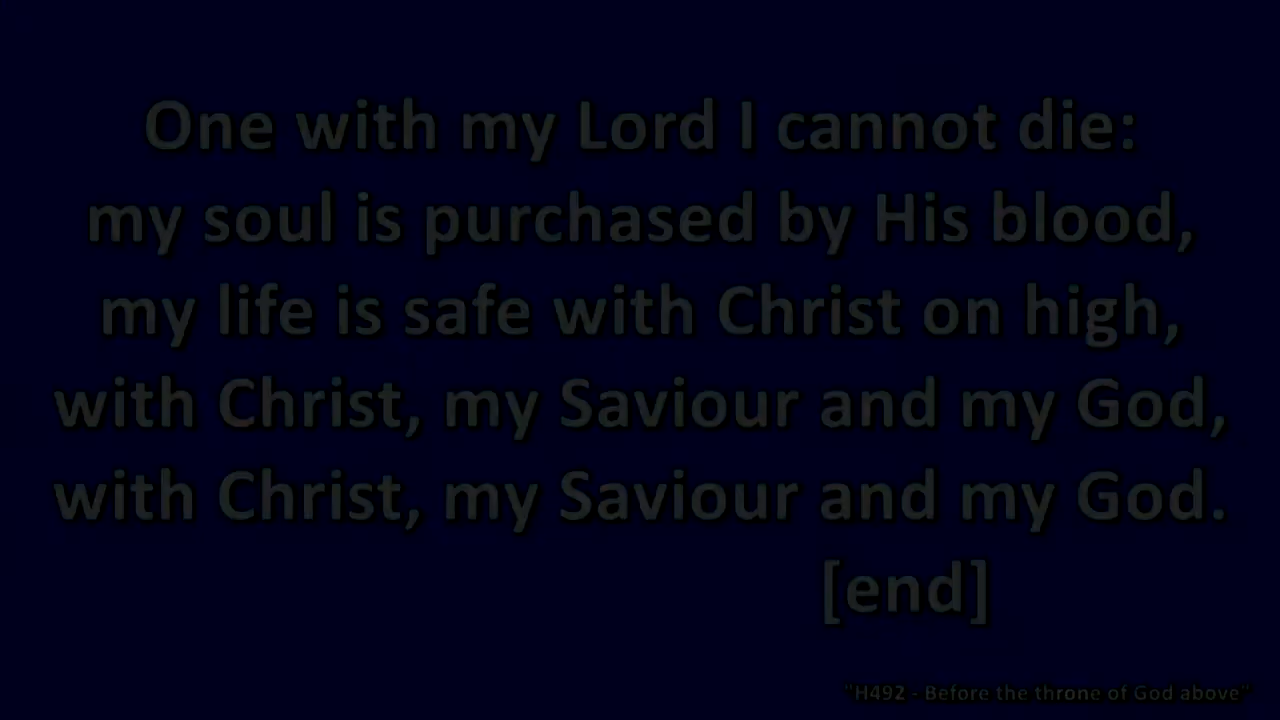 One with my Lord I cannot die:
my soul is purchased by His blood,
my life is safe with Christ on high,
with Christ, my Saviour and my God,
with Christ, my Saviour and my God.
[end]
"H492 - Before the throne of God above"